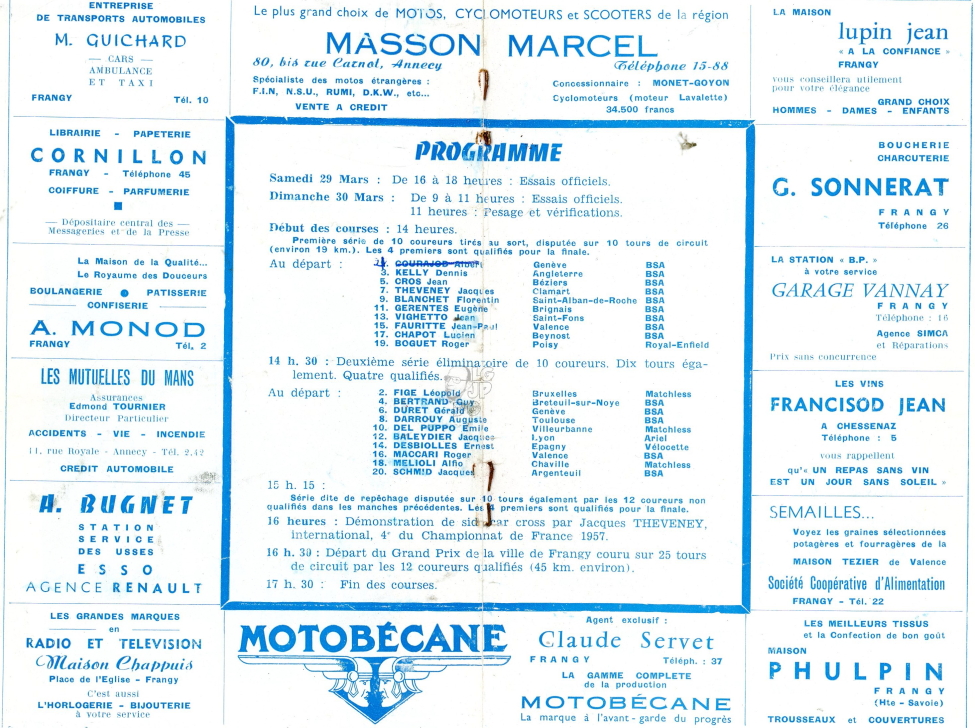 ENTREPRISE
DE TRANSPORTS AUTOMOBILES
M. GUICHARD
— CARS —
AMBULANCE
ET TAXI
FRANGY Tél. 10
LIBRAIRIE - PAPETERIE
CORNILLON
FRANGY - Téléphone 45
COIFFURE - PARFUMERIE
— Dépositaire central des —
Messageries et de la Presse
La Maison de la Qualité...
Le Royaume des Douceurs
BOULANGERIE ● PATISSERIE
— CONFISERIE —
A. MONOD
FRANGY Tél. 2
LES MUTUELLES DU MANS
Assurances
Edmond TOURNIER
Directeur Particulier
ACCIDENTS - VIE - INCENDIE
11, rue Royale - Annecy - Tél. 2.42
CREDIT AUTOMOBILE
A. BUGNET
STATION
SERVICE
DES USSES
ESSO
AGENCE RENAULT
LES GRANDES MARQUES
en
RADIO ET TELEVISION
Maison Chappuis
Place de l'Eglise - Frangy
C'est aussi
L'HORLOGERIE - BIJOUTERIE
à votre service
Le plus grand choix de MOTOS, CYCLOMOTEURS et SCOOTERS de la région
MASSON MARCEL
80, bis rue Carnot, Annecy Téléphone 15-88
Spécialiste des motos étrangères :
F.I.N, N.S.U., RUMI, D.K.W., etc...
VENTE A CREDIT
Concessionnaire : MONET-GOYON
Cyclomoteurs (moteur Lavalette)
34.500 francs
PROGRAMME
Samedi 29 Mars : De 16 à 18 heures : Essais officiels.
Dimanche 30 Mars : De 9 à 11 heures : Essais officiels.
11 heures : Pesage et vérifications.
Début des courses : 14 heures.
Première série de 10 coureurs tirés au sort, disputée sur 10 tours de circuit
(environ 19 km.). Les 4 premiers sont qualifiés pour la finale.
Au départ : COURAJOD Albert Genève BSA
3. KELLY Dennis Angleterre BSA
5. CROS Jean Béziers BSA
7. THEVENEY Jacques Clamart BSA
9. BLANCHET Florentin Saint-Alban-de-Roche BSA
11. GERENTES Eugène Brignais BSA
13. VIGHETTO Jean Saint-Fons BSA
15. FAURITTE Jean-Paul Valence BSA
17. CHAPOT Lucien Beynost BSA
19. BOGUET Roger Poisy Royal-Enfield
14 h. 30 : Deuxième série éliminatoire de 10 coureurs. Dix tours éga-
lement. Quatre qualifiés.
Au départ : 2. FIGE Léopold Bruxelles Matchless
4. BERTRAND Guy Breteuil-sur-Noye BSA
6. DURET Gérald Genève BSA
8. DARROUY Auguste Toulouse BSA
10. DEL PUPPO Emile Villeurbanne Matchless
12. BALEYDIER Jacques Lyon Ariel
14. DESBIOLLES Ernest Epagny Vélocette
16. MACCARI Roger Valence BSA
18. MELIOLI Alfio Chaville Matchless
20. SCHMID Jacques Argenteuil BSA
15 h. 15 :
Série dite de repêchage disputée sur 10 tours également par les 12 coureurs non
qualifiés dans les manches précédentes. Les 4 premiers sont qualifiés pour la finale.
16 heures : Démonstration de side-car cross par Jacques THEVENEY,
international, 4e du Championnat de France 1957.
16 h. 30 : Départ du Grand Prix de la ville de Frangy couru sur 25 tours
de circuit par les 12 coureurs qualifiés (45 km. environ).
17 h. 30 : Fin des courses.
MOTOBÉCANE
Agent exclusif :
Claude Servet
FRANGY Téléph. : 37
LA GAMME COMPLETE
de la production
MOTOBÉCANE
La marque à l'avant-garde du progrès
LA MAISON
lupin jean
« A LA CONFIANCE »
FRANGY
vous conseillera utilement
pour votre élégance
GRAND CHOIX
HOMMES - DAMES - ENFANTS
BOUCHERIE
CHARCUTERIE
G. SONNERAT
FRANGY
Téléphone 26
LA STATION « B.P. »
à votre service
GARAGE VANNAY
FRANGY
Téléphone : 16
Agence SIMCA
et Réparations
Prix sans concurrence
LES VINS
FRANCISOD JEAN
A CHESSENAZ
Téléphone : 5
vous rappellent
qu'« UN REPAS SANS VIN
EST UN JOUR SANS SOLEIL »
SEMAILLES...
Voyez les graines sélectionnées
potagères et fourragères de la
MAISON TEZIER de Valence
Société Coopérative d'Alimentation
FRANGY - Tél. 22
LES MEILLEURS TISSUS
et la Confection de bon goût
MAISON
PHULPIN
FRANGY
(Hte - Savoie)
TROUSSEAUX et COUVERTURES